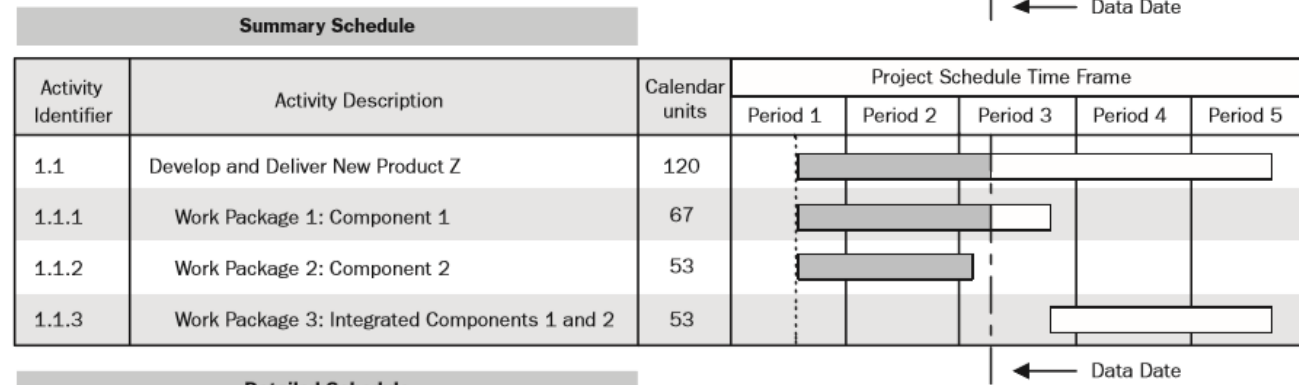 Data Date
Summary Schedule
Activity Identifier Activity Description Calendar units Project Schedule Time Frame
Period 1 Period 2 Period 3 Period 4 Period 5
1.1 Develop and Deliver New Product Z 120
1.1.1 Work Package 1: Component 1 67
1.1.2 Work Package 2: Component 2 53
1.1.3 Work Package 3: Integrated Components 1 and 2 53
Data Date